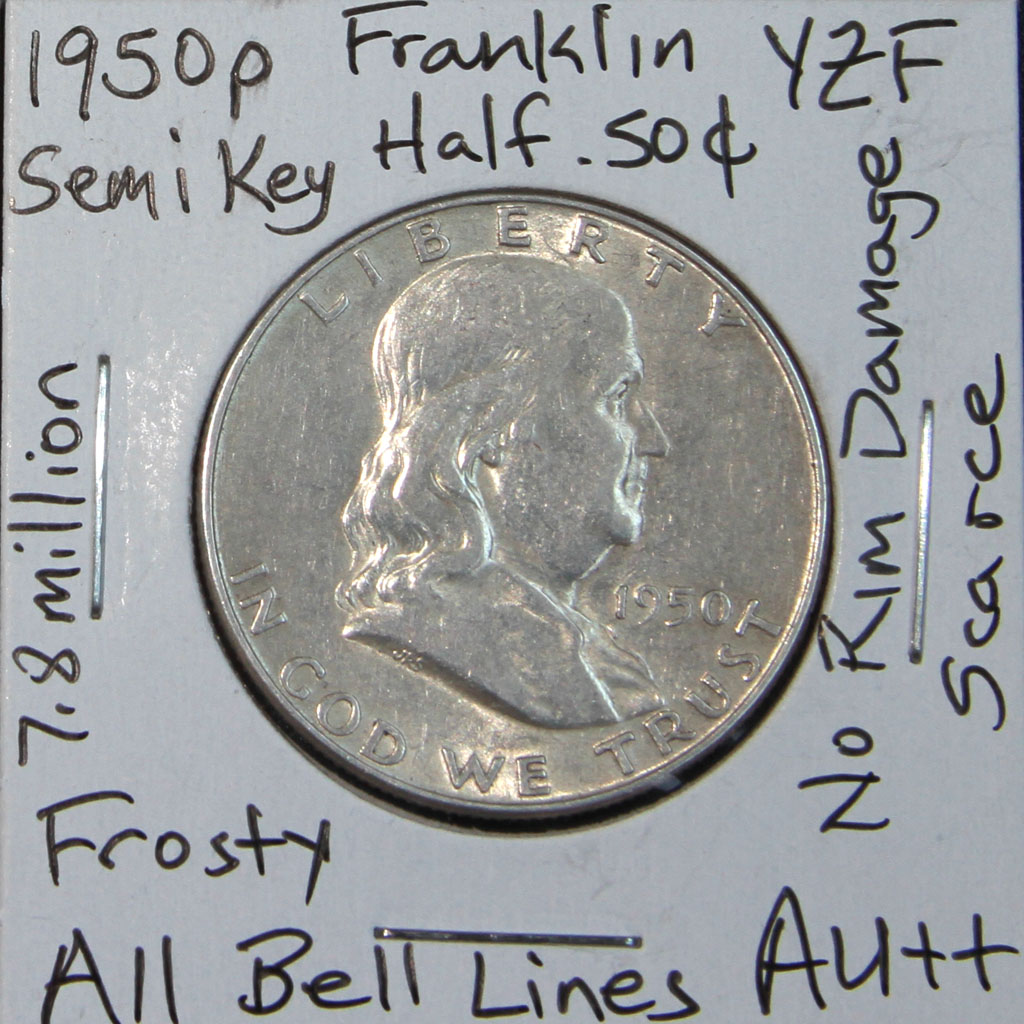 1950p Franklin YZF
Semi Key Half .50¢
7.8 million
No Rim Damage
Scarce
LIBERTY
1950
IN GOD WE TRUST
JRS
Frosty
All Bell Lines AU++